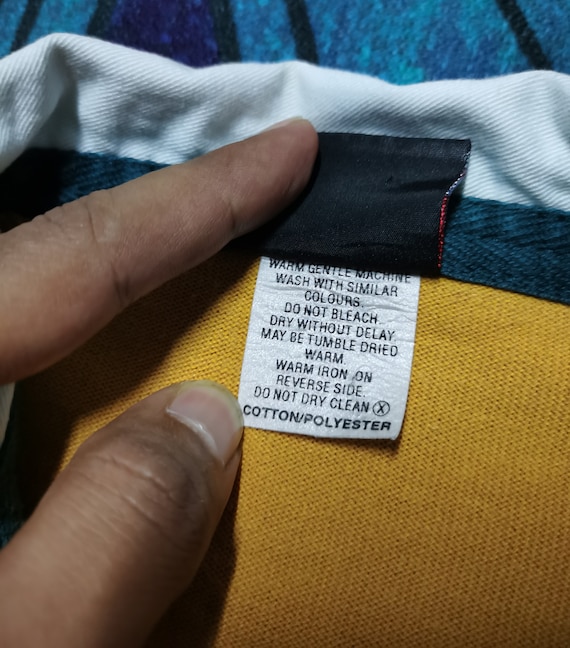 WARM GENTLE MACHINE
WASH WITH SIMILAR
COLOURS.
DO NOT BLEACH.
DRY WITHOUT DELAY.
MAY BE TUMBLE DRIED
WARM.
WARM IRON ON
REVERSE SIDE.
DO NOT DRY CLEAN Ⓧ
COTTON/POLYESTER